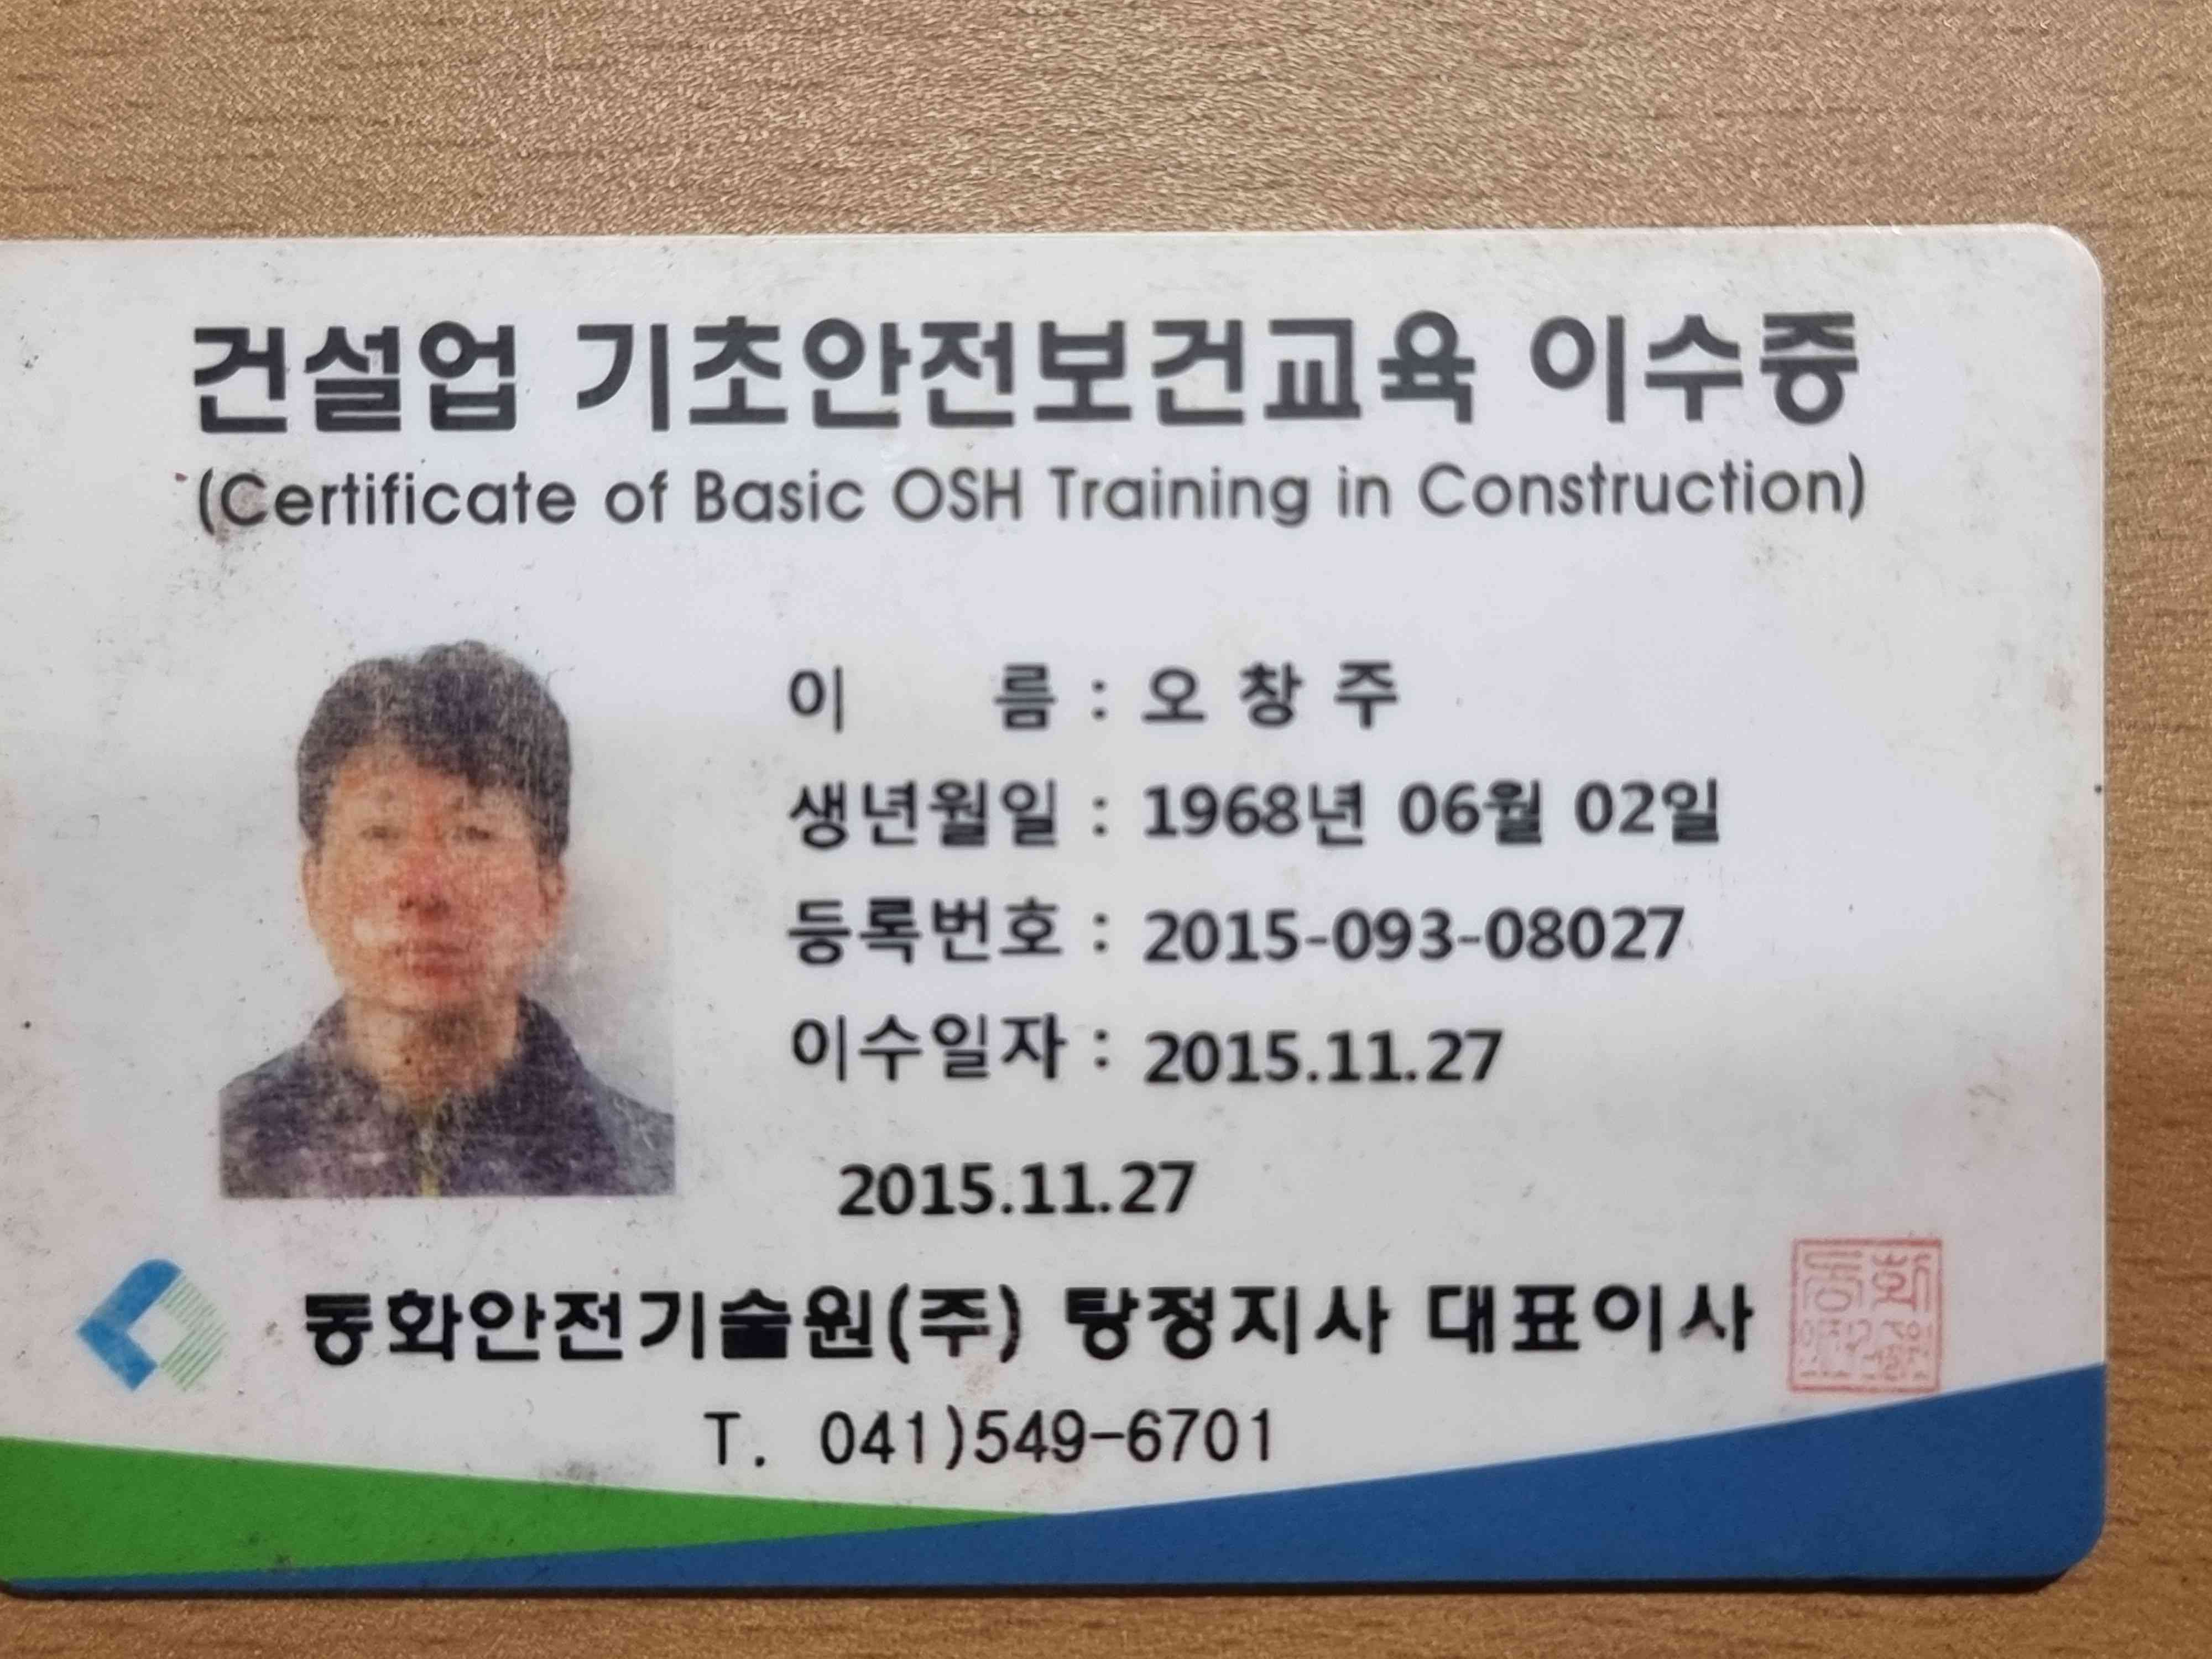 건설업 기초안전보건교육 이수증
(Certificate of Basic OSH Training in Construction)
이 름 : 오 창 주
생년월일 : 1968년 06월 02일
등록번호 : 2015-093-08027
이수일자 : 2015.11.27
2015.11.27
동화안전기술원(주) 탕정지사 대표이사
T. 041)549-6701